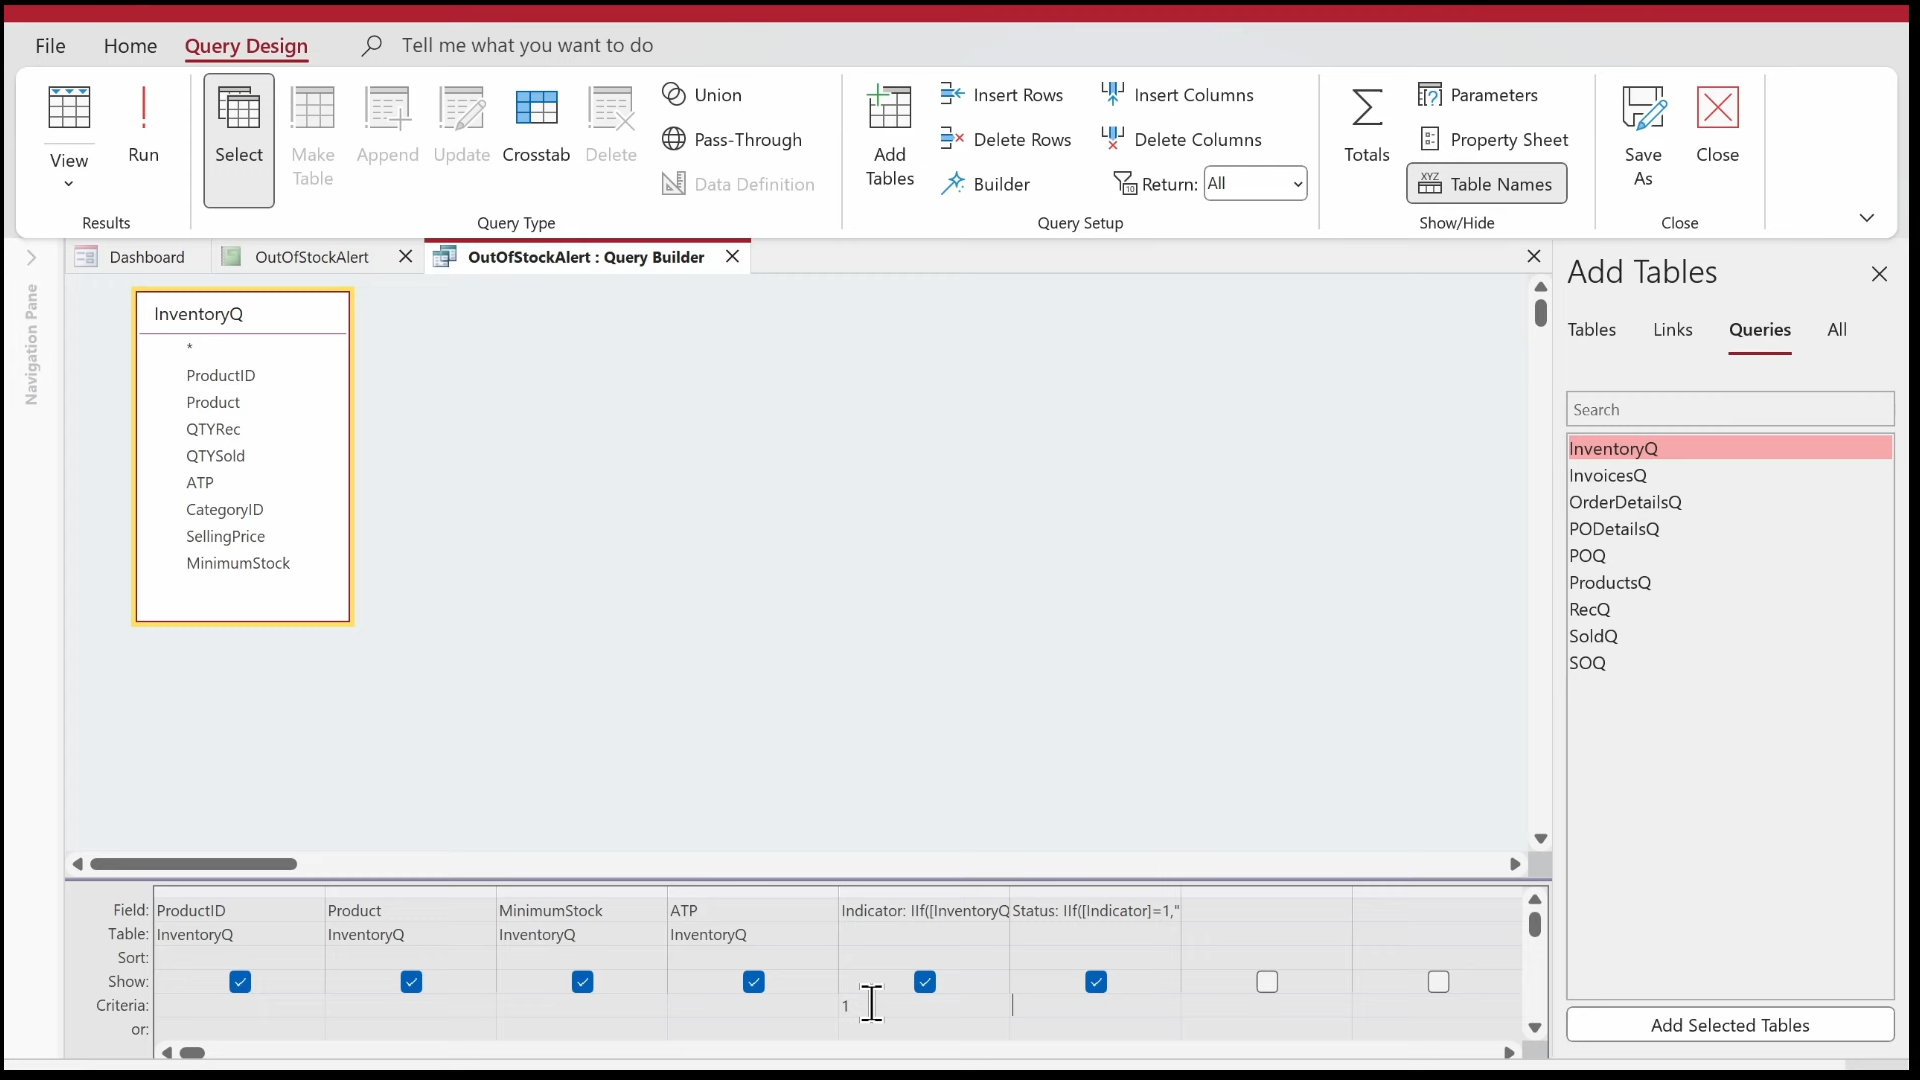 File Home Query Design Tell me what you want to do
View
Run
Select
Make Table
Append
Update
Crosstab
Delete
Union
Pass-Through
Data Definition
Add Tables
Insert Rows
Delete Rows
Builder
Insert Columns
Delete Columns
Return: All
Totals
Parameters
Property Sheet
XYZ Table Names
Save As
Close
Results
Query Type
Query Setup
Show/Hide
Close
Navigation Pane
Dashboard
OutOfStockAlert
OutOfStockAlert : Query Builder
InventoryQ
*
ProductID
Product
QTYRec
QTYSold
ATP
CategoryID
SellingPrice
MinimumStock
Add Tables
Tables Links Queries All
Search
InventoryQ
InvoicesQ
OrderDetailsQ
PODetailsQ
POQ
ProductsQ
RecQ
SoldQ
SOQ
Add Selected Tables
Field: ProductID Product MinimumStock ATP Indicator: IIf([InventoryQ Status: IIf([Indicator]=1,"
Table: InventoryQ InventoryQ InventoryQ InventoryQ
Sort:
Show:
Criteria: 1
or: